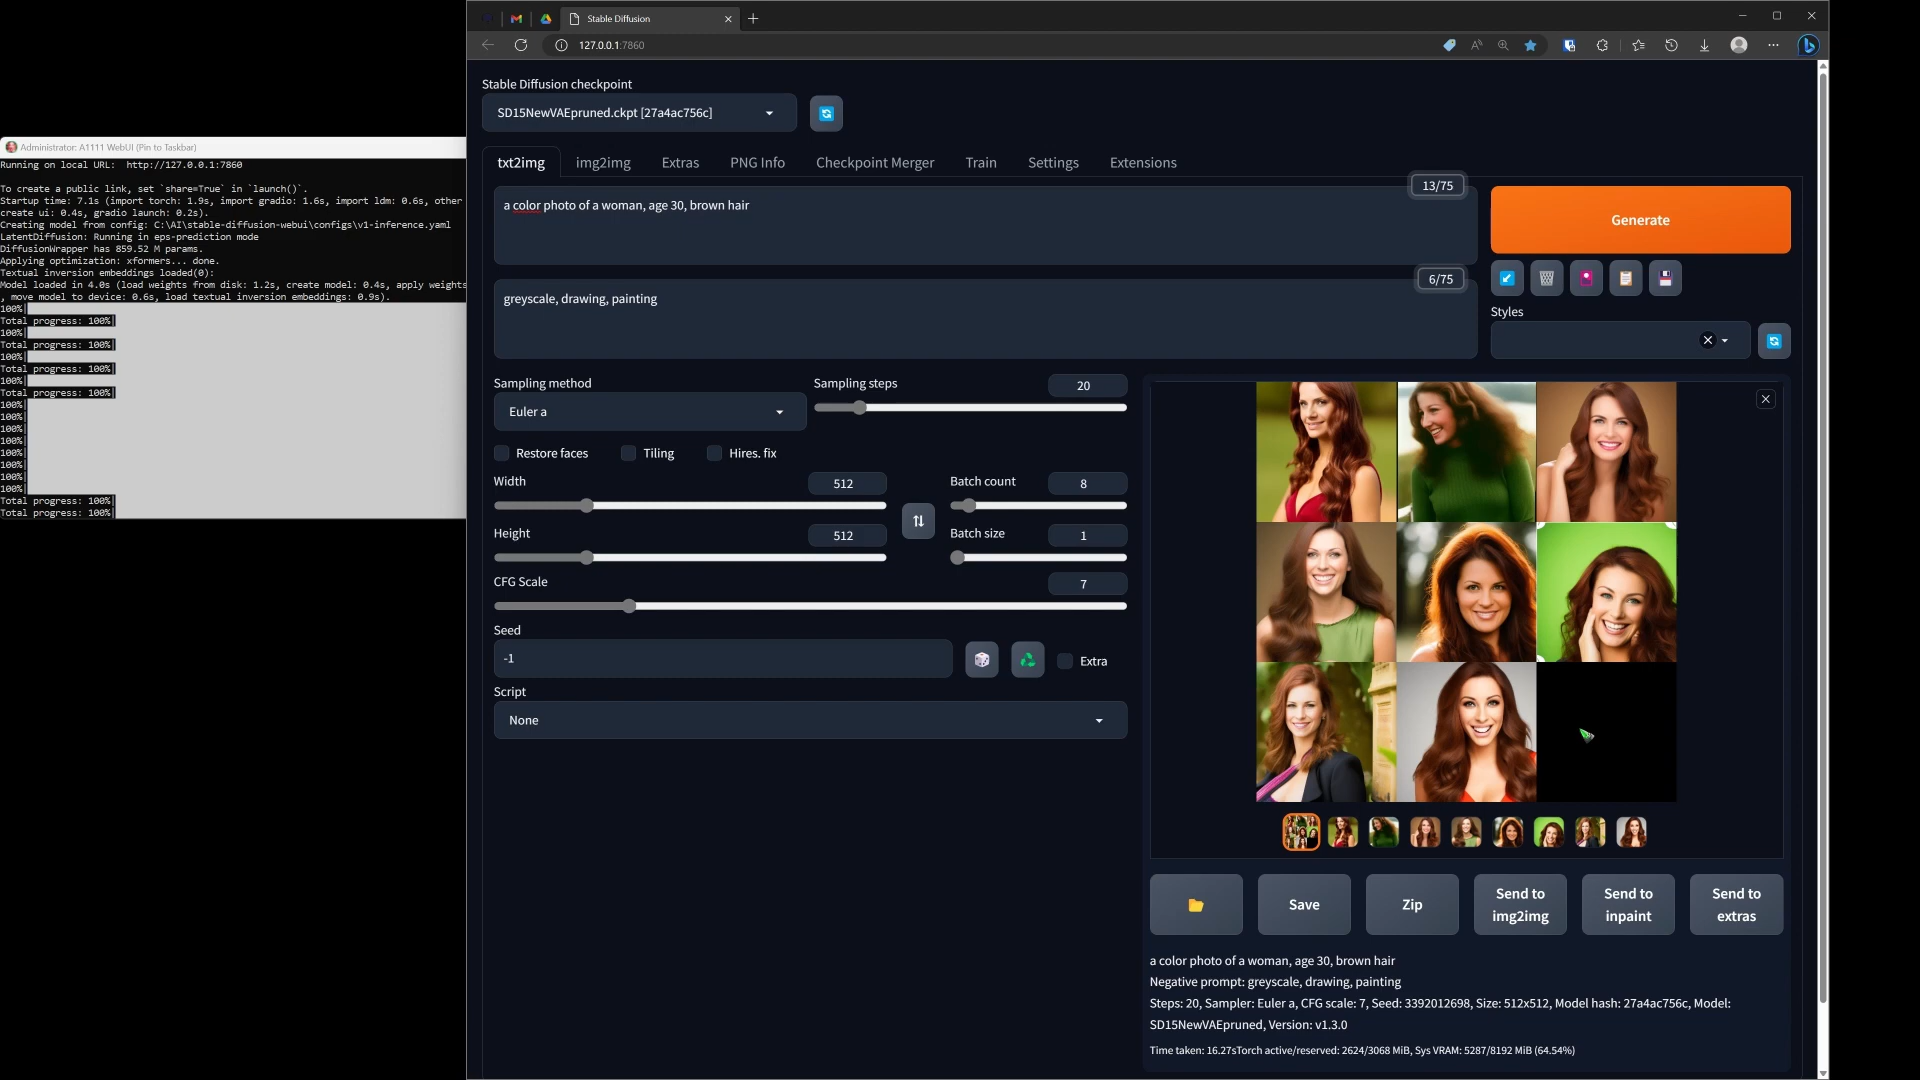 Stable Diffusion
127.0.0.1:7860
Administrator: A1111 WebUI (Pin to Taskbar)
Running on local URL:  http://127.0.0.1:7860
To create a public link, set `share=True` in `launch()`.
Startup time: 7.1s (import torch: 1.9s, import gradio: 1.6s, import ldm: 0.6s, other
create ui: 0.4s, gradio launch: 0.2s).
Creating model from config: C:\AI\stable-diffusion-webui\configs\v1-inference.yaml
LatentDiffusion: Running in eps-prediction mode
DiffusionWrapper has 859.52 M params.
Applying optimization: xformers... done.
Textual inversion embeddings loaded(0):
Model loaded in 4.0s (load weights from disk: 1.2s, create model: 0.4s, apply weights
, move model to device: 0.6s, load textual inversion embeddings: 0.9s).
100%|
Total progress: 100%|
100%|
Total progress: 100%|
100%|
Total progress: 100%|
100%|
Total progress: 100%|
100%|
100%|
100%|
100%|
100%|
100%|
100%|
100%|
Total progress: 100%|
Total progress: 100%|
Stable Diffusion checkpoint
SD15NewVAEpruned.ckpt [27a4ac756c]
txt2img img2img Extras PNG Info Checkpoint Merger Train Settings Extensions
13/75
a color photo of a woman, age 30, brown hair
Generate
6/75
greyscale, drawing, painting
Styles
Sampling method
Euler a
Sampling steps
20
Restore faces Tiling Hires. fix
Width
512
Batch count
8
Height
512
Batch size
1
CFG Scale
7
Seed
-1
Extra
Script
None
Save
Zip
Send to img2img
Send to inpaint
Send to extras
a color photo of a woman, age 30, brown hair
Negative prompt: greyscale, drawing, painting
Steps: 20, Sampler: Euler a, CFG scale: 7, Seed: 3392012698, Size: 512x512, Model hash: 27a4ac756c, Model:
SD15NewVAEpruned, Version: v1.3.0
Time taken: 16.27sTorch active/reserved: 2624/3068 MiB, Sys VRAM: 5287/8192 MiB (64.54%)